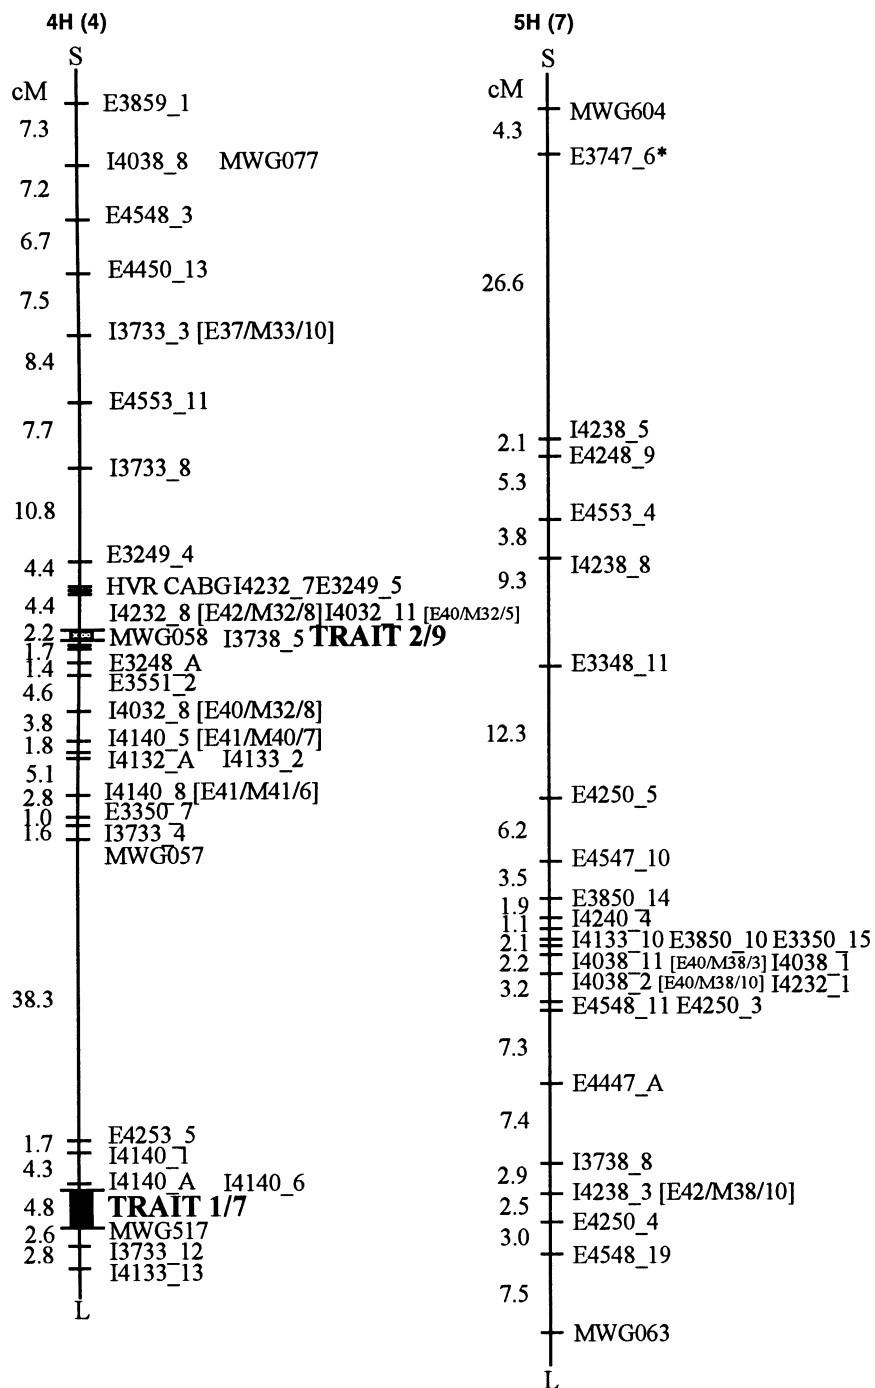 4H (4)
S
cM
E3859_1
7.3
I4038_8 MWG077
7.2
E4548_3
6.7
E4450_13
7.5
I3733_3 [E37/M33/10]
8.4
E4553_11
7.7
I3733_8
10.8
E3249_4
4.4
HVR CABG I4232_7 E3249_5
4.4
I4232_8 [E42/M32/8] I4032_11 [E40/M32/5]
2.2
MWG058 I3738_5 TRAIT 2/9
1.7
E3248_A
1.4
E3551_2
4.6
I4032_8 [E40/M32/8]
3.8
I4140_5 [E41/M40/7]
1.8
I4132_A I4133_2
5.1
I4140_8 [E41/M41/6]
2.8
E3350_7
1.0
I3733_4
1.6
MWG057
38.3
E4253_5
1.7
I4140_1
4.3
I4140_A I4140_6
4.8
TRAIT 1/7
MWG517
2.6
I3733_12
2.8
I4133_13
L
5H (7)
S
cM
MWG604
4.3
E3747_6*
26.6
I4238_5
2.1
E4248_9
5.3
E4553_4
3.8
I4238_8
9.3
E3348_11
12.3
E4250_5
6.2
E4547_10
3.5
E3850_14
1.9
I4240_4
1.1
I4133_10 E3850_10 E3350_15
2.1
I4038_11 [E40/M38/3] I4038_1
2.2
I4038_2 [E40/M38/10] I4232_1
3.2
E4548_11 E4250_3
7.3
E4447_A
7.4
I3738_8
2.9
I4238_3 [E42/M38/10]
2.5
E4250_4
3.0
E4548_19
7.5
MWG063
L